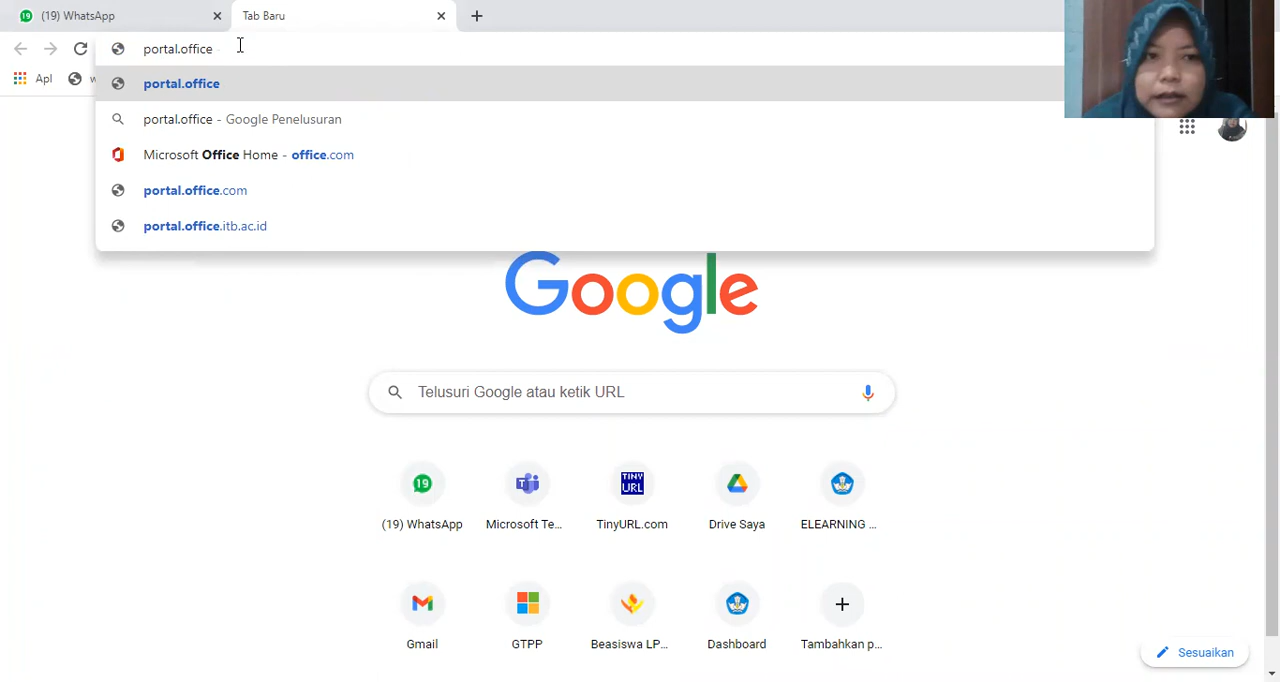 (19) WhatsApp
Tab Baru
portal.office
Apl
portal.office
portal.office - Google Penelusuran
Microsoft Office Home - office.com
portal.office.com
portal.office.itb.ac.id
Google
Telusuri Google atau ketik URL
19
TINY
URL
(19) WhatsApp
Microsoft Te...
TinyURL.com
Drive Saya
ELEARNING ...
Gmail
GTPP
Beasiswa LP...
Dashboard
Tambahkan p...
Sesuaikan